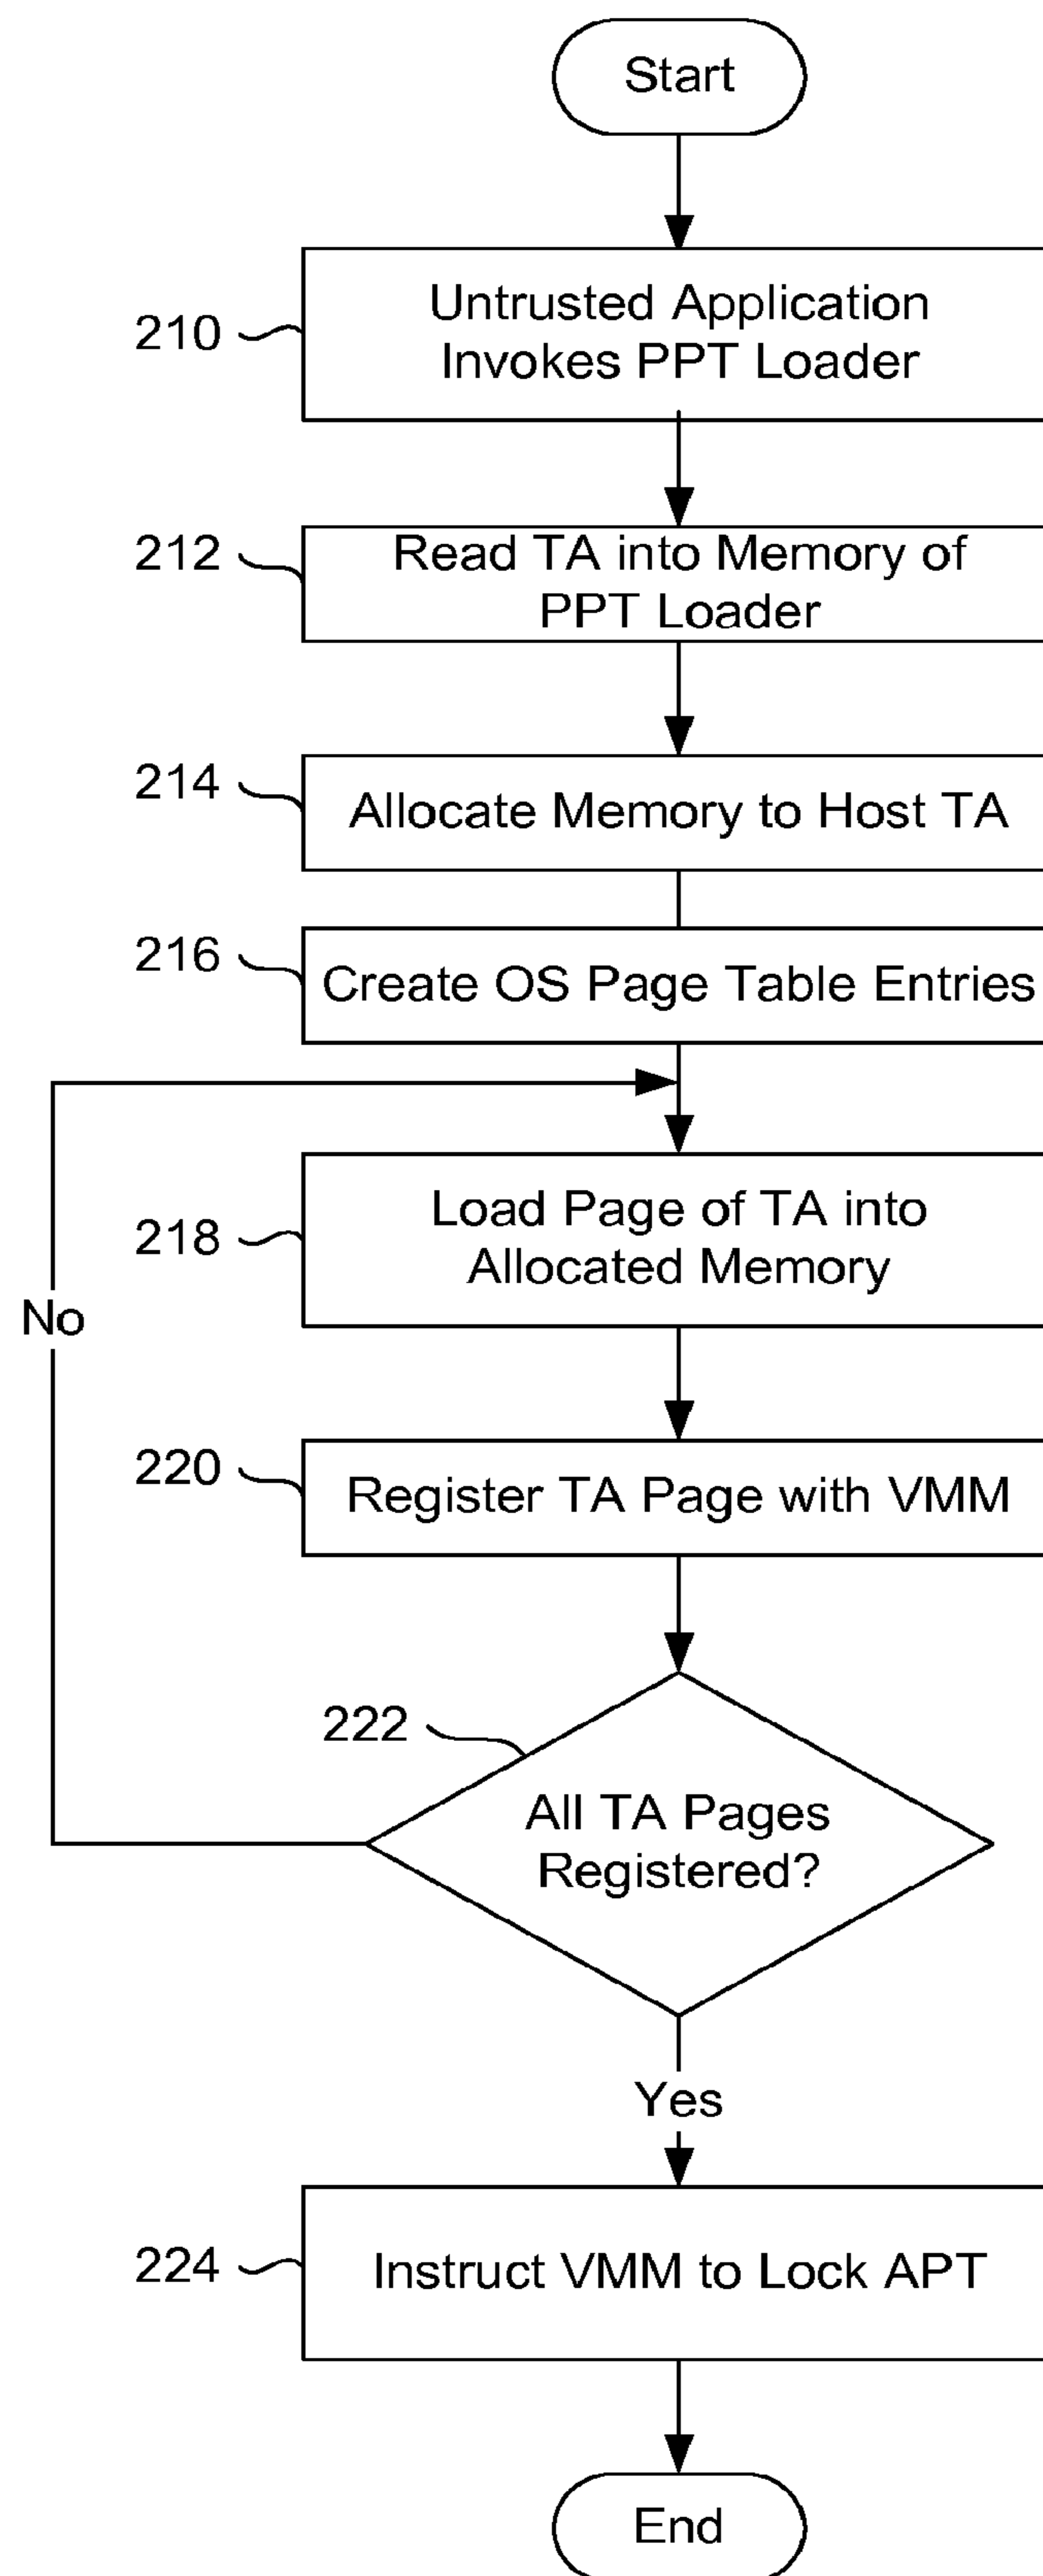 Start
210
Untrusted Application
Invokes PPT Loader
212
Read TA into Memory of
PPT Loader
214
Allocate Memory to Host TA
216
Create OS Page Table Entries
218
Load Page of TA into
Allocated Memory
No
220
Register TA Page with VMM
222
All TA Pages
Registered?
Yes
224
Instruct VMM to Lock APT
End